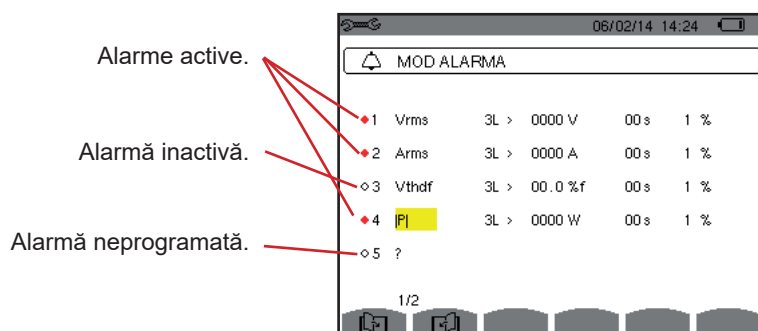 06/02/14 14:24
MOD ALARMA
Alarme active.
1 Vrms 3L > 0000 V 00 s 1 %
2 Arms 3L > 0000 A 00 s 1 %
Alarmă inactivă.
3 Vthdf 3L > 00.0 %f 00 s 1 %
4 |P| 3L > 0000 W 00 s 1 %
Alarmă neprogramată.
5 ?
1/2